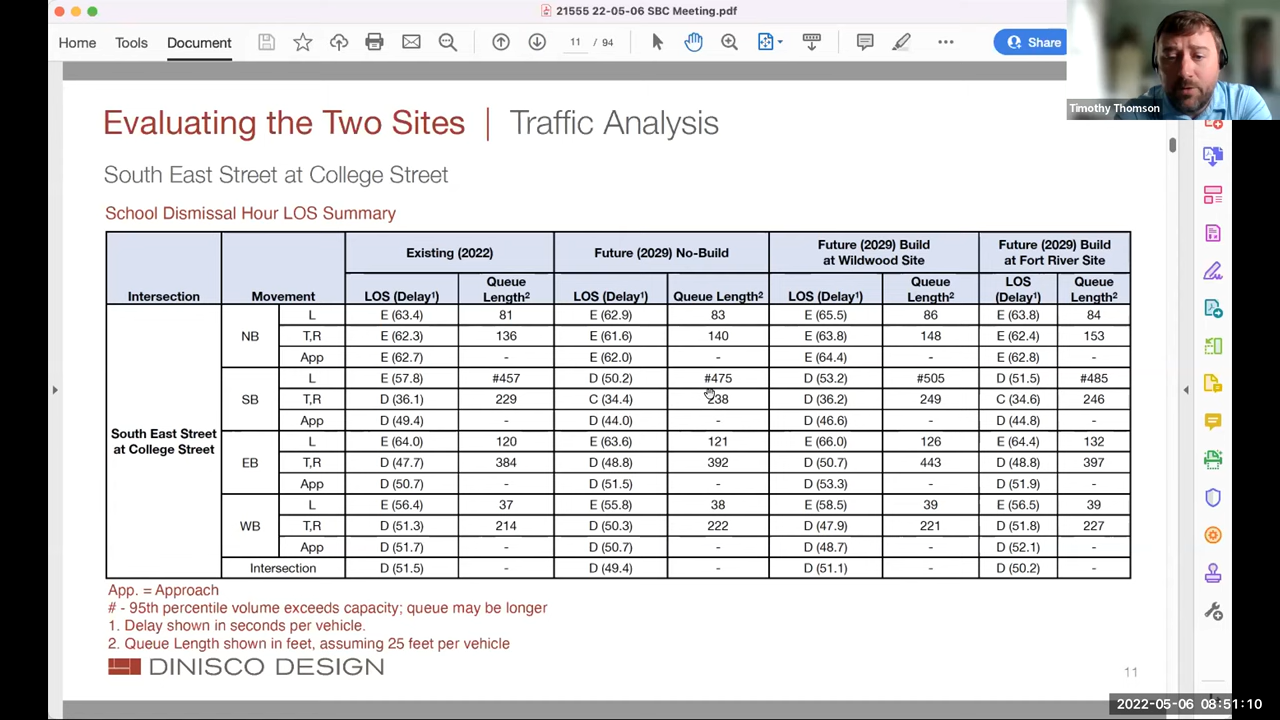 21555 22-05-06 SBC Meeting.pdf
Home Tools Document 11 / 94 Share
Timothy Thomson
Evaluating the Two Sites | Traffic Analysis
South East Street at College Street
School Dismissal Hour LOS Summary
Intersection Movement Existing (2022) Future (2029) No-Build Future (2029) Build at Wildwood Site Future (2029) Build at Fort River Site
LOS (Delay1) Queue Length2 LOS (Delay1) Queue Length2 LOS (Delay1) Queue Length2 LOS (Delay1) Queue Length2
South East Street at College Street
NB L E (63.4) 81 E (62.9) 83 E (65.5) 86 E (63.8) 84
T,R E (62.3) 136 E (61.6) 140 E (63.8) 148 E (62.4) 153
App E (62.7) - E (62.0) - E (64.4) - E (62.8) -
SB L E (57.8) #457 D (50.2) #475 D (53.2) #505 D (51.5) #485
T,R D (36.1) 229 C (34.4) 238 D (36.2) 249 C (34.6) 246
App D (49.4) - D (44.0) - D (46.6) - D (44.8) -
EB L E (64.0) 120 E (63.6) 121 E (66.0) 126 E (64.4) 132
T,R D (47.7) 384 D (48.8) 392 D (50.7) 443 D (48.8) 397
App D (50.7) - D (51.5) - D (53.3) - D (51.9) -
WB L E (56.4) 37 E (55.8) 38 E (58.5) 39 E (56.5) 39
T,R D (51.3) 214 D (50.3) 222 D (47.9) 221 D (51.8) 227
App D (51.7) - D (50.7) - D (48.7) - D (52.1) -
Intersection D (51.5) - D (49.4) - D (51.1) - D (50.2) -
App. = Approach
# - 95th percentile volume exceeds capacity; queue may be longer
1. Delay shown in seconds per vehicle.
2. Queue Length shown in feet, assuming 25 feet per vehicle
DINISCO DESIGN
11
2022-05-06 08:51:10